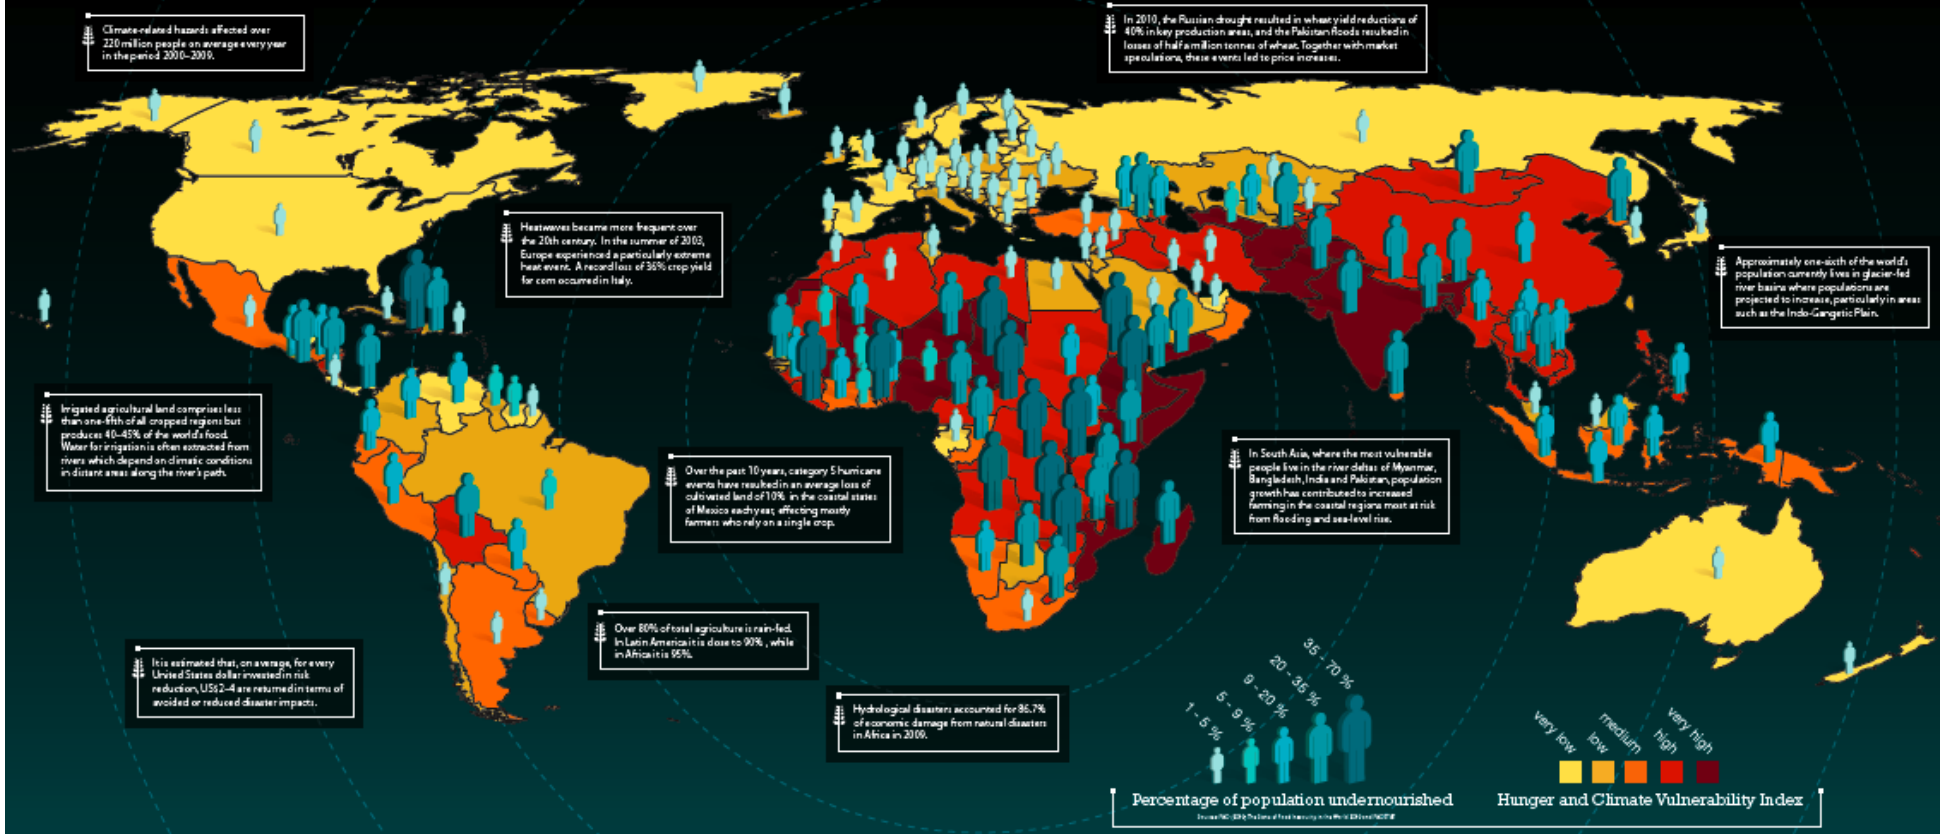 Climate-related hazards affected over
220 million people on average every year
in the period 2000–2009.
In 2010, the Russian drought resulted in wheat yield reductions of
40% in key production areas, and the Pakistan floods resulted in
losses of half a million tonnes of wheat. Together with market
speculations, these events led to price increases.
Heatwaves became more frequent over
the 20th century. In the summer of 2003,
Europe experienced a particularly extreme
heat event. A record loss of 36% crop yield
for corn occurred in Italy.
Approximately one-sixth of the world's
population currently lives in glacier-fed
river basins where populations are
projected to increase, particularly in areas
such as the Indo-Gangetic Plain.
Irrigated agricultural land comprises less
than one-fifth of all cropped regions but
produces 40–45% of the world's food.
Water for irrigation is often extracted from
rivers which depend on climatic conditions
in distant areas along the river's path.
Over the past 10 years, category 5 hurricane
events have resulted in an average loss of
cultivated land of 10% in the coastal states
of Mexico each year, effecting mostly
farmers who rely on a single crop.
In South Asia, where the most vulnerable
people live in the river deltas of Myanmar,
Bangladesh, India and Pakistan, population
growth has contributed to increased
farming in the coastal regions most at risk
from flooding and sea-level rise.
Over 80% of total agriculture is rain-fed.
In Latin America it is close to 90%, while
in Africa it is 95%.
It is estimated that, on average, for every
United States dollar invested in risk
reduction, US$2–4 are returned in terms of
avoided or reduced disaster impacts.
Hydrological disasters accounted for 86.7%
of economic damage from natural disasters
in Africa in 2009.
1 - 5 %
5 - 9 %
9 - 20 %
20 - 35 %
35 - 70 %
Percentage of population undernourished
very low
low
medium
high
very high
Hunger and Climate Vulnerability Index